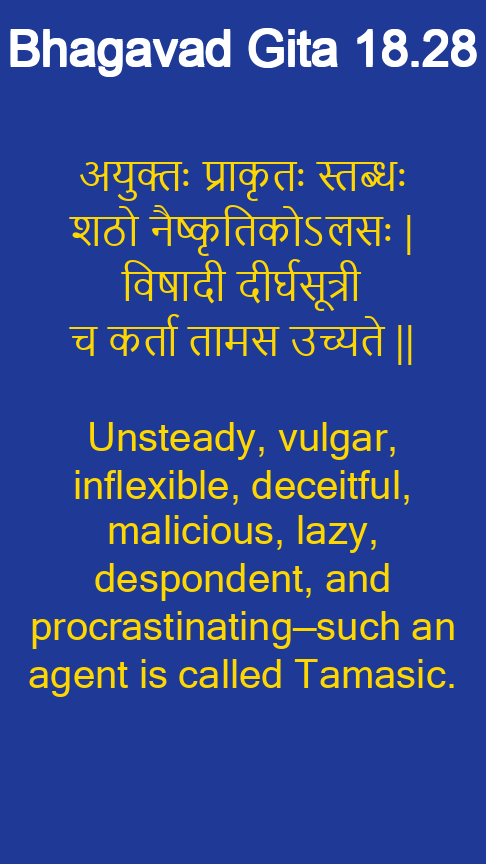 Bhagavad Gita 18.28
अयुक्तः प्राकृतः स्तब्धः
शठो नैष्कृतिकोऽलसः |
विषादी दीर्घसूत्री
च कर्ता तामस उच्यते ||
Unsteady, vulgar,
inflexible, deceitful,
malicious, lazy,
despondent, and
procrastinating—such an
agent is called Tamasic.